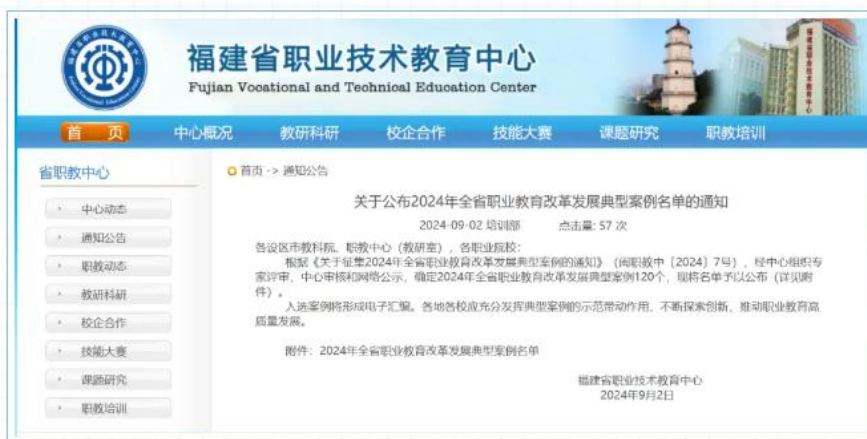 福建省职业技术教育中心
Fujian Vocational and Technical Education Center
首 页 中心概况 教研科研 校企合作 技能大赛 课题研究 职教培训
省职教中心
中心动态
通知公告
职教动态
教研科研
校企合作
技能大赛
课题研究
职教培训
首页 -> 通知公告
关于公布2024年全省职业教育改革发展典型案例名单的通知
2024-09-02 培训部 点击量: 57 次
各设区市教科院、职教中心（教研室），各职业院校：
根据《关于征集2024年全省职业教育改革发展典型案例的通知》（闽职教中〔2024〕7号），经中心组织专
家评审、中心审核和网络公示，确定2024年全省职业教育改革发展典型案例120个，现将名单予以公布（详见附
件）。
入选案例将形成电子汇编。各地各校应充分发挥典型案例的示范带动作用，不断探索创新，推动职业教育高
质量发展。
附件：2024年全省职业教育改革发展典型案例名单
福建省职业技术教育中心
2024年9月2日